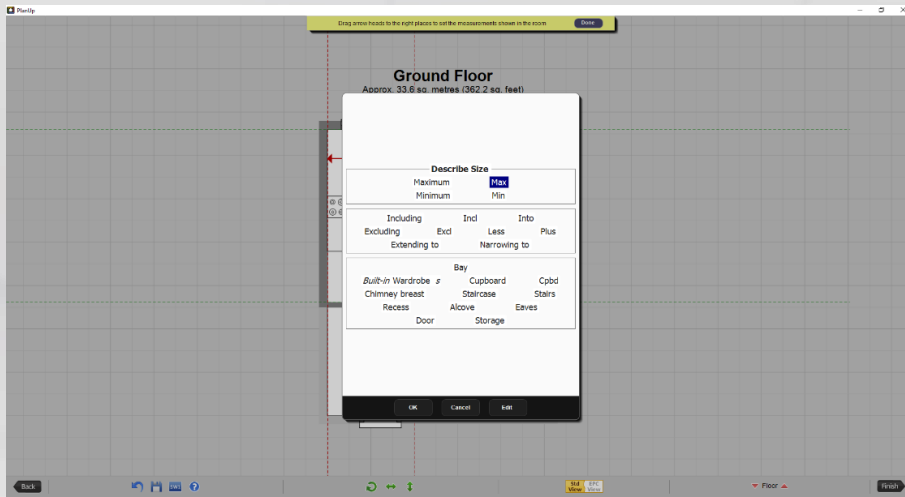 PlanUp
Drag arrow heads to the right places to set the measurements shown in the room Done
Ground Floor
Approx. 33.6 sq. metres (362.2 sq. feet)
Describe Size
Maximum Max
Minimum Min
Including Incl Into
Excluding Excl Less Plus
Extending to Narrowing to
Bay
Built-in Wardrobe s Cupboard Cpbd
Chimney breast Staircase Stairs
Recess Alcove Eaves
Door Storage
OK Cancel Edit
Back
?
Std View EPC View
Floor
Finish